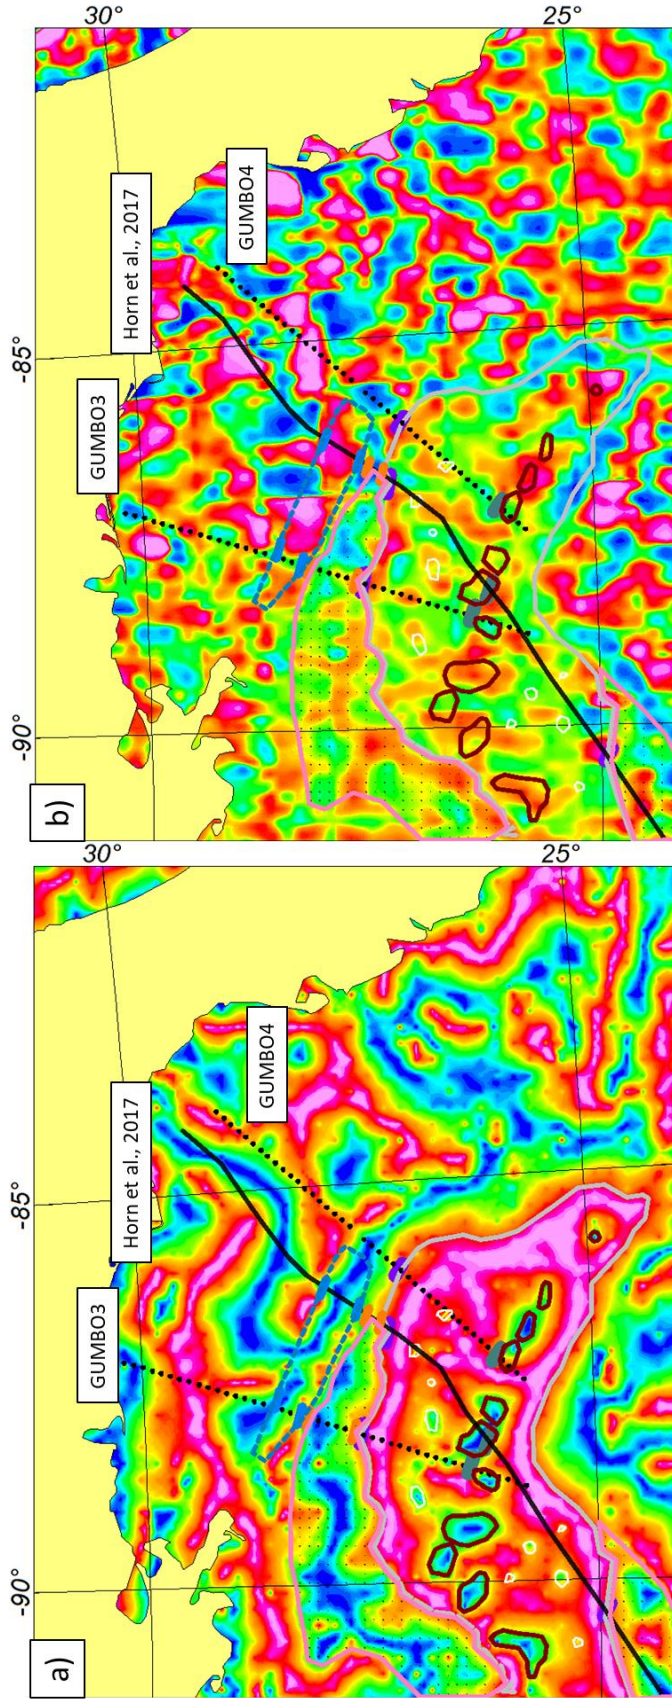 a)
-90°
-85°
30°
25°
GUMBO3
Horn et al., 2017
GUMBO4
b)
-90°
-85°
30°
25°
GUMBO3
Horn et al., 2017
GUMBO4